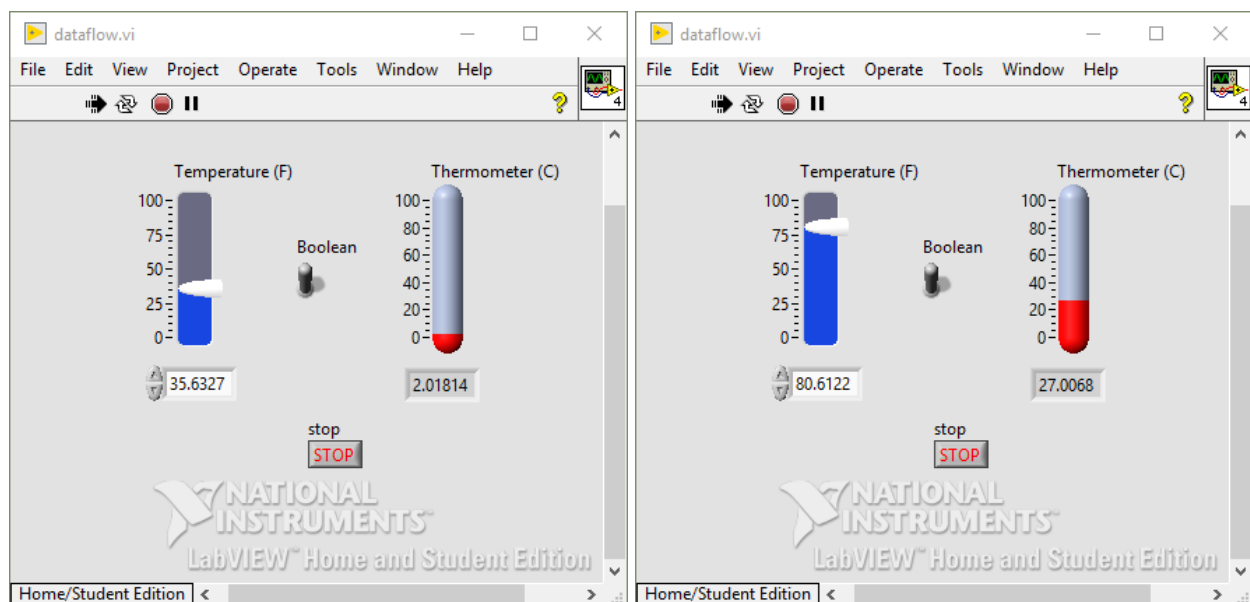 dataflow.vi
File Edit View Project Operate Tools Window Help
4
Temperature (F)
100
75
50
25
0
35.6327
Boolean
Thermometer (C)
100
80
60
40
20
0
2.01814
stop
STOP
NATIONAL
INSTRUMENTS™
LabVIEW™ Home and Student Edition
Home/Student Edition
dataflow.vi
File Edit View Project Operate Tools Window Help
4
Temperature (F)
100
75
50
25
0
80.6122
Boolean
Thermometer (C)
100
80
60
40
20
0
27.0068
stop
STOP
NATIONAL
INSTRUMENTS™
LabVIEW™ Home and Student Edition
Home/Student Edition